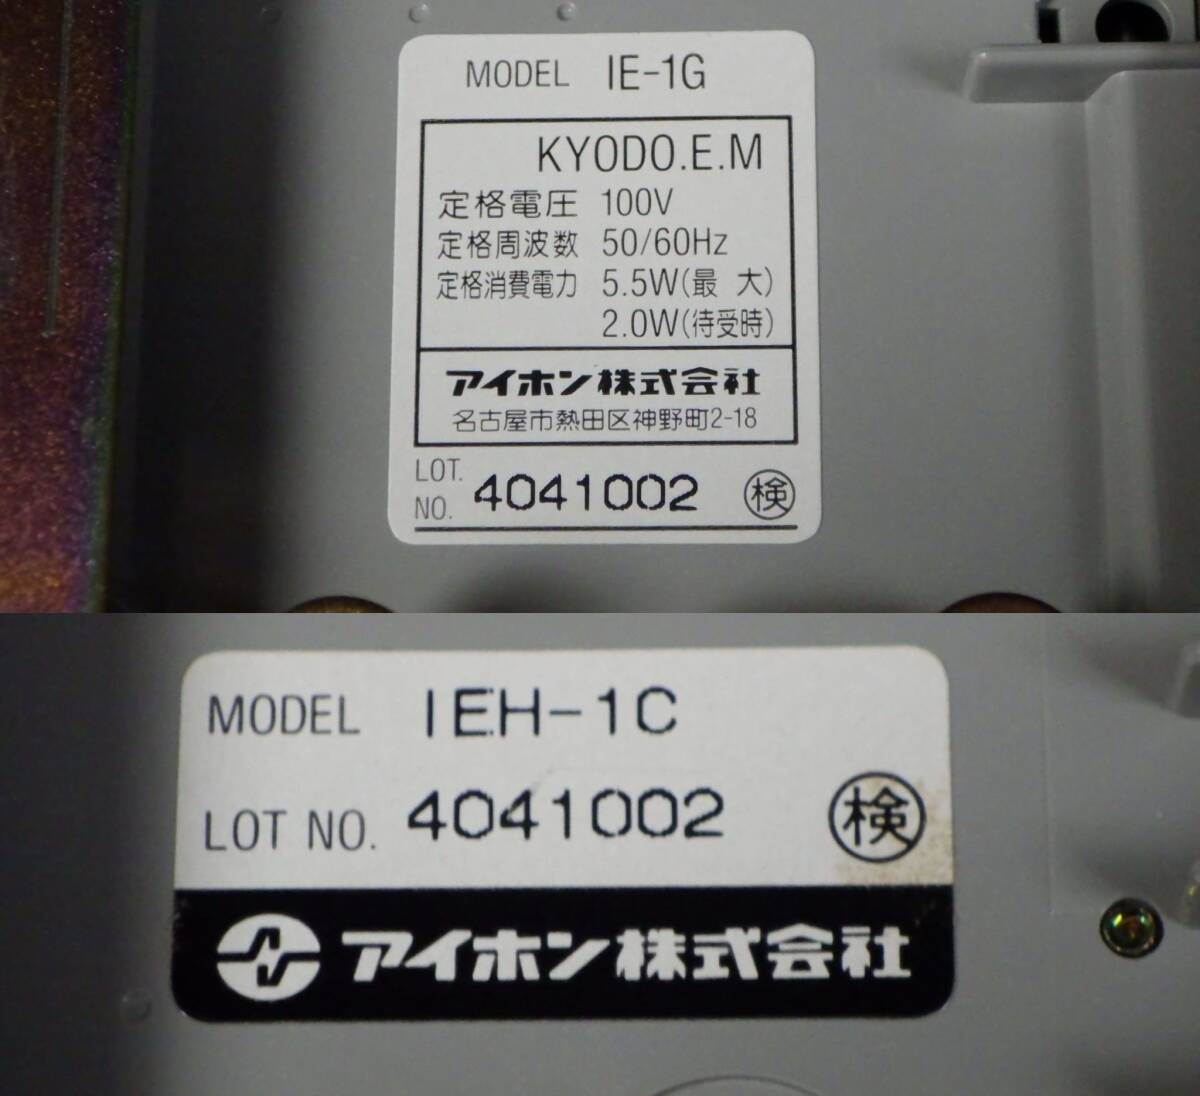 MODEL IE-1G
KYODO.E.M
定格電圧 100V
定格周波数 50/60Hz
定格消費電力 5.5W(最 大)
2.0W(待受時)
アイホン株式会社
名古屋市熱田区神野町2-18
LOT. NO. 4041002 検
MODEL IEH-1C
LOT NO. 4041002 検
アイホン株式会社